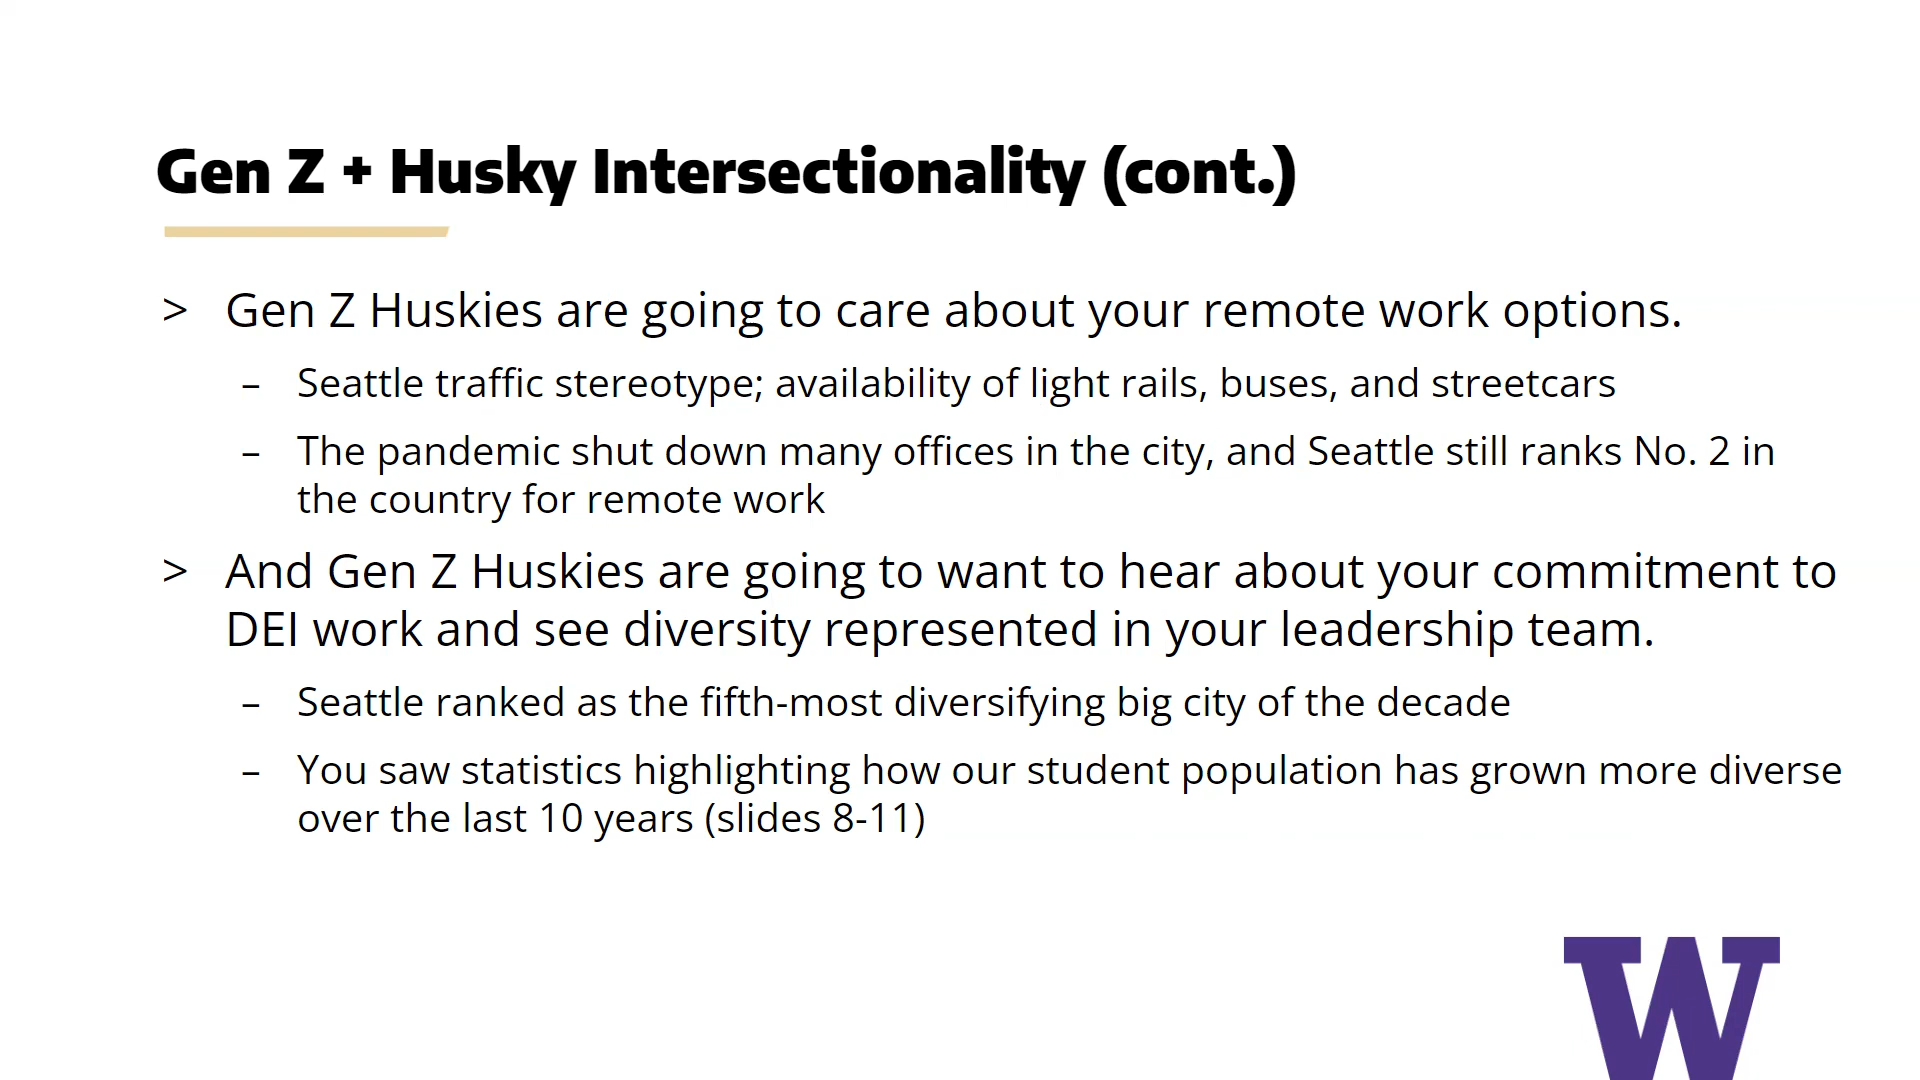 Gen Z + Husky Intersectionality (cont.)
> Gen Z Huskies are going to care about your remote work options.
– Seattle traffic stereotype; availability of light rails, buses, and streetcars
– The pandemic shut down many offices in the city, and Seattle still ranks No. 2 in
the country for remote work
> And Gen Z Huskies are going to want to hear about your commitment to
DEI work and see diversity represented in your leadership team.
– Seattle ranked as the fifth-most diversifying big city of the decade
– You saw statistics highlighting how our student population has grown more diverse
over the last 10 years (slides 8-11)
W